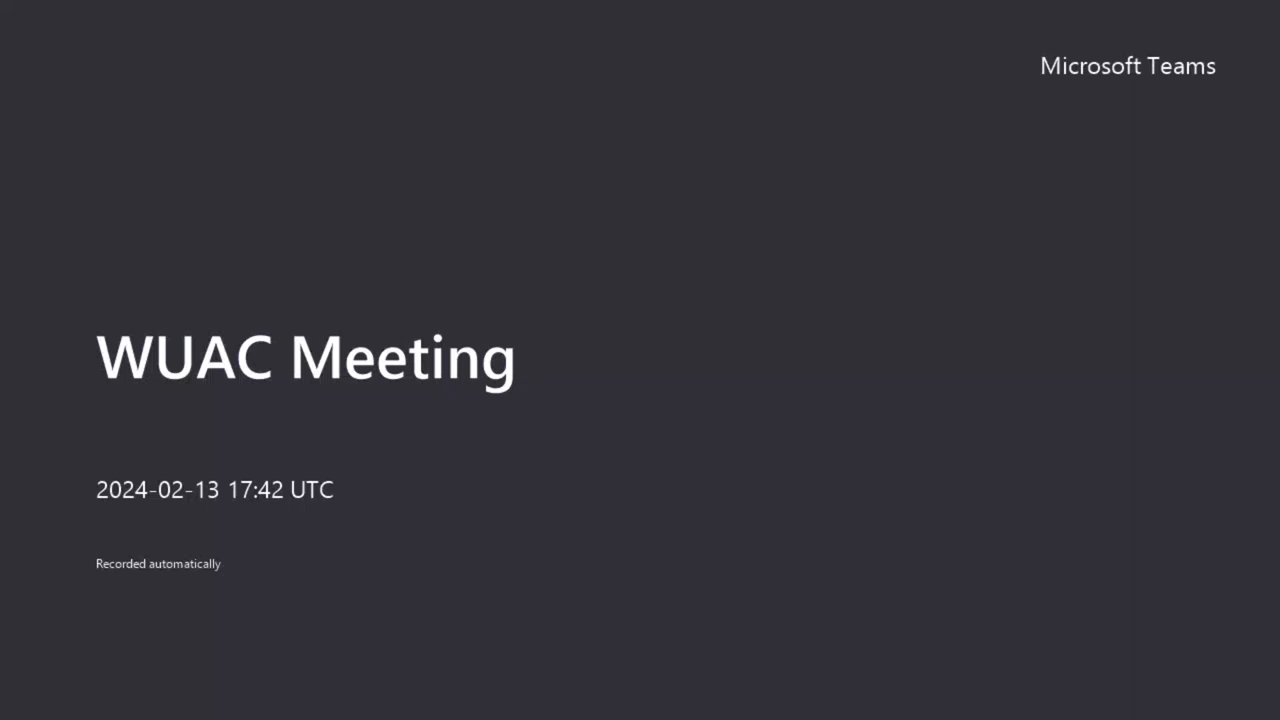 Microsoft Teams
WUAC Meeting
2024-02-13 17:42 UTC
Recorded automatically